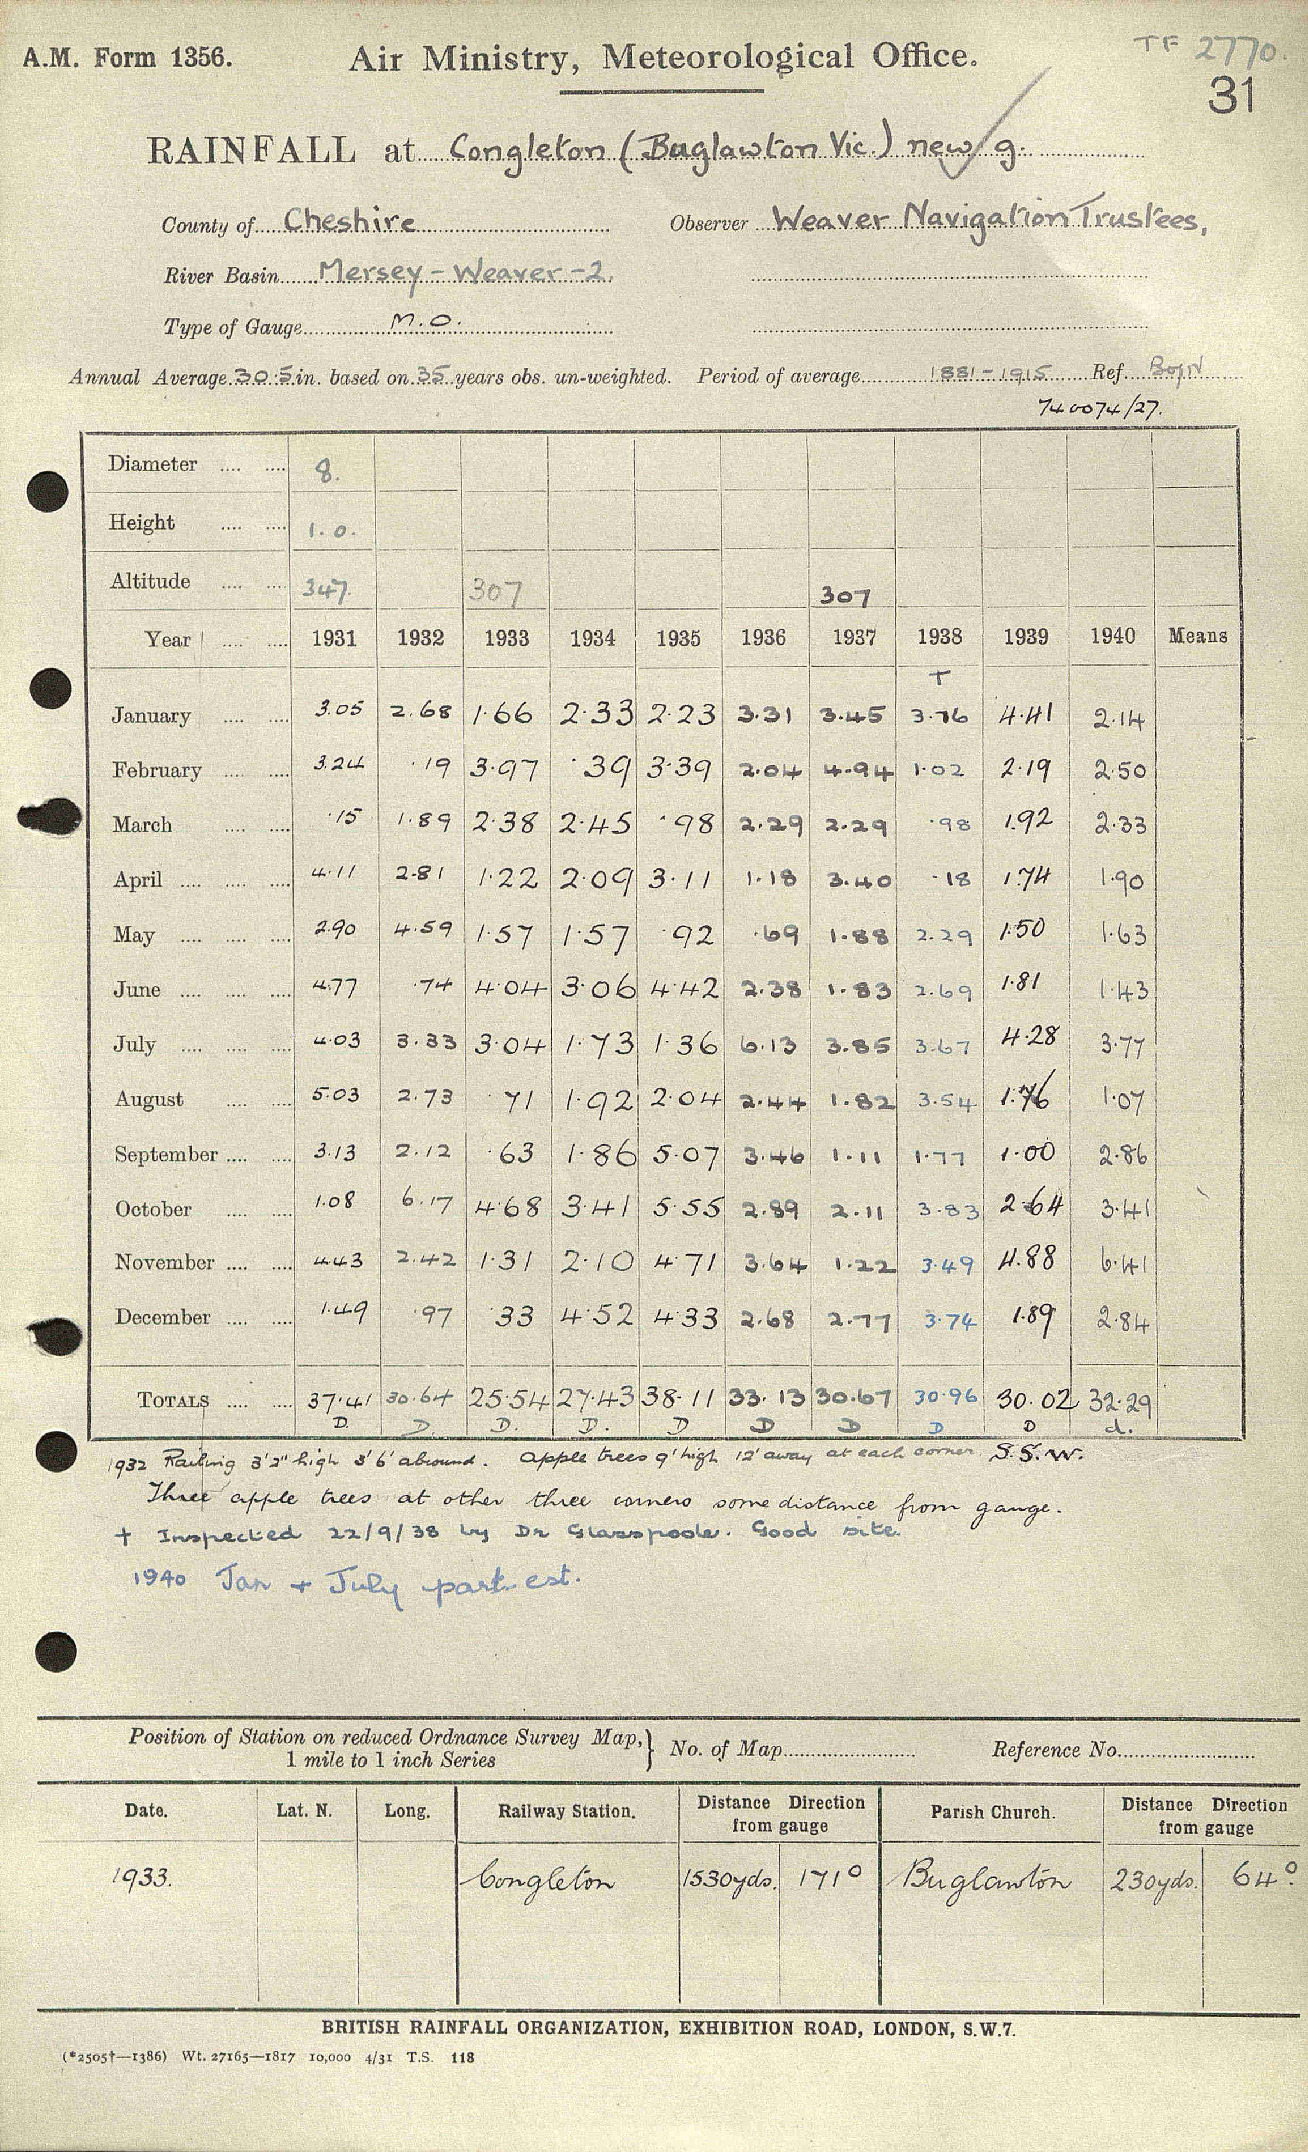 A.M. Form 1356. Air Ministry, Meteorological Office. TF 2770.
31
RAINFALL at Congleton (Buglawton Vic.) new g.
County of Cheshire Observer Weaver Navigation Trustees,
River Basin Mersey - Weaver - 2.
Type of Gauge M.O.
Annual Average 30.5 in. based on 35 years obs. un-weighted. Period of average 1881-1915 Ref.
740074/27.
Diameter .... .... 8.
Height .... .... 1.0.
Altitude .... .... 347. 307 307
Year .... .... 1931 1932 1933 1934 1935 1936 1937 1938 1939 1940 Means
+
January .... .... 3.05 2.68 1.66 2.33 2.23 3.31 3.45 3.76 4.41 2.14
February .... .... 3.24 .19 3.97 .39 3.39 2.04 4.94 1.02 2.19 2.50
March .... .... .15 1.89 2.38 2.45 .98 2.29 2.29 .98 1.92 2.33
April .... .... .... 4.11 2.81 1.22 2.09 3.11 1.18 3.40 .18 1.74 1.90
May .... .... .... 2.90 4.59 1.57 1.57 .92 .69 1.88 2.29 1.50 1.63
June .... .... .... 4.77 .74 4.04 3.06 4.42 2.38 1.83 2.69 1.81 1.43
July .... .... .... 4.03 3.33 3.04 1.73 1.36 6.13 3.85 3.67 4.28 3.77
August .... .... 5.03 2.73 .71 1.92 2.04 2.44 1.82 3.54 1.76 1.07
September .... .... 3.13 2.12 .63 1.86 5.07 3.46 1.11 1.77 1.00 2.86
October .... .... 1.08 6.17 4.68 3.41 5.55 2.89 2.11 3.83 2.64 3.41
November .... .... 4.43 2.42 1.31 2.10 4.71 3.64 1.22 3.49 4.88 6.41
December .... .... 1.49 .97 .33 4.52 4.33 2.68 2.77 3.74 1.89 2.84
TOTALS .... .... 37.41 30.64 25.54 27.43 38.11 33.13 30.67 30.96 30.02 32.29
D D. D. D. D D D D D d.
1932 Railing 3'2" high 3'6' around. Apple trees 9' high 12' away at each corner S.S.W.
Three apple trees at other three corners some distance from gauge.
+ Inspected 22/9/38 by Dr Glasspoole. Good site.
1940 Jan + July part est.
Position of Station on reduced Ordnance Survey Map,} No. of Map Reference No.
1 mile to 1 inch Series
Date. Lat. N. Long. Railway Station. Distance Direction from gauge Parish Church. Distance Direction from gauge
1933. Congleton 1530yds. 171° Buglawton 230yds. 64°.
BRITISH RAINFALL ORGANIZATION, EXHIBITION ROAD, LONDON, S.W.7.
(*2505†—1386) Wt. 27165—1817 10,000 4/31 T.S. 118